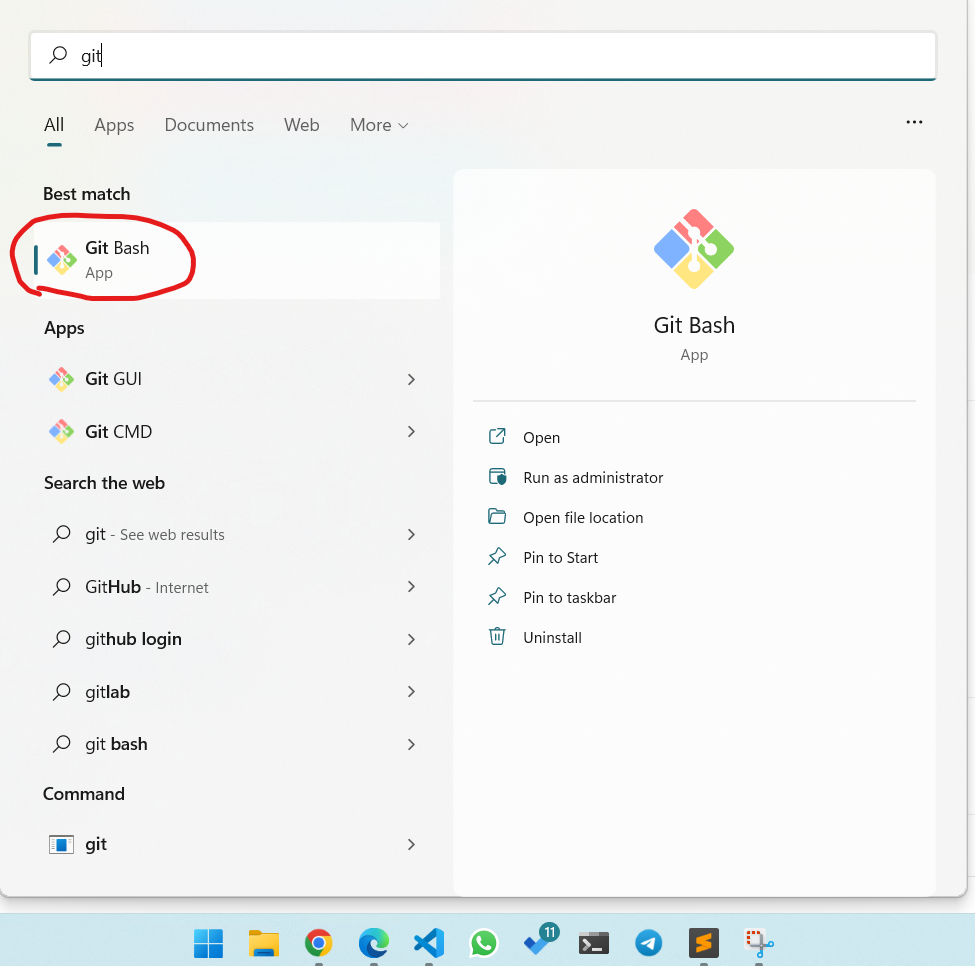 git
All Apps Documents Web More ...
Best match
Git Bash
App
Apps
Git GUI
Git CMD
Search the web
git - See web results
GitHub - Internet
github login
gitlab
git bash
Command
git
Git Bash
App
Open
Run as administrator
Open file location
Pin to Start
Pin to taskbar
Uninstall
11